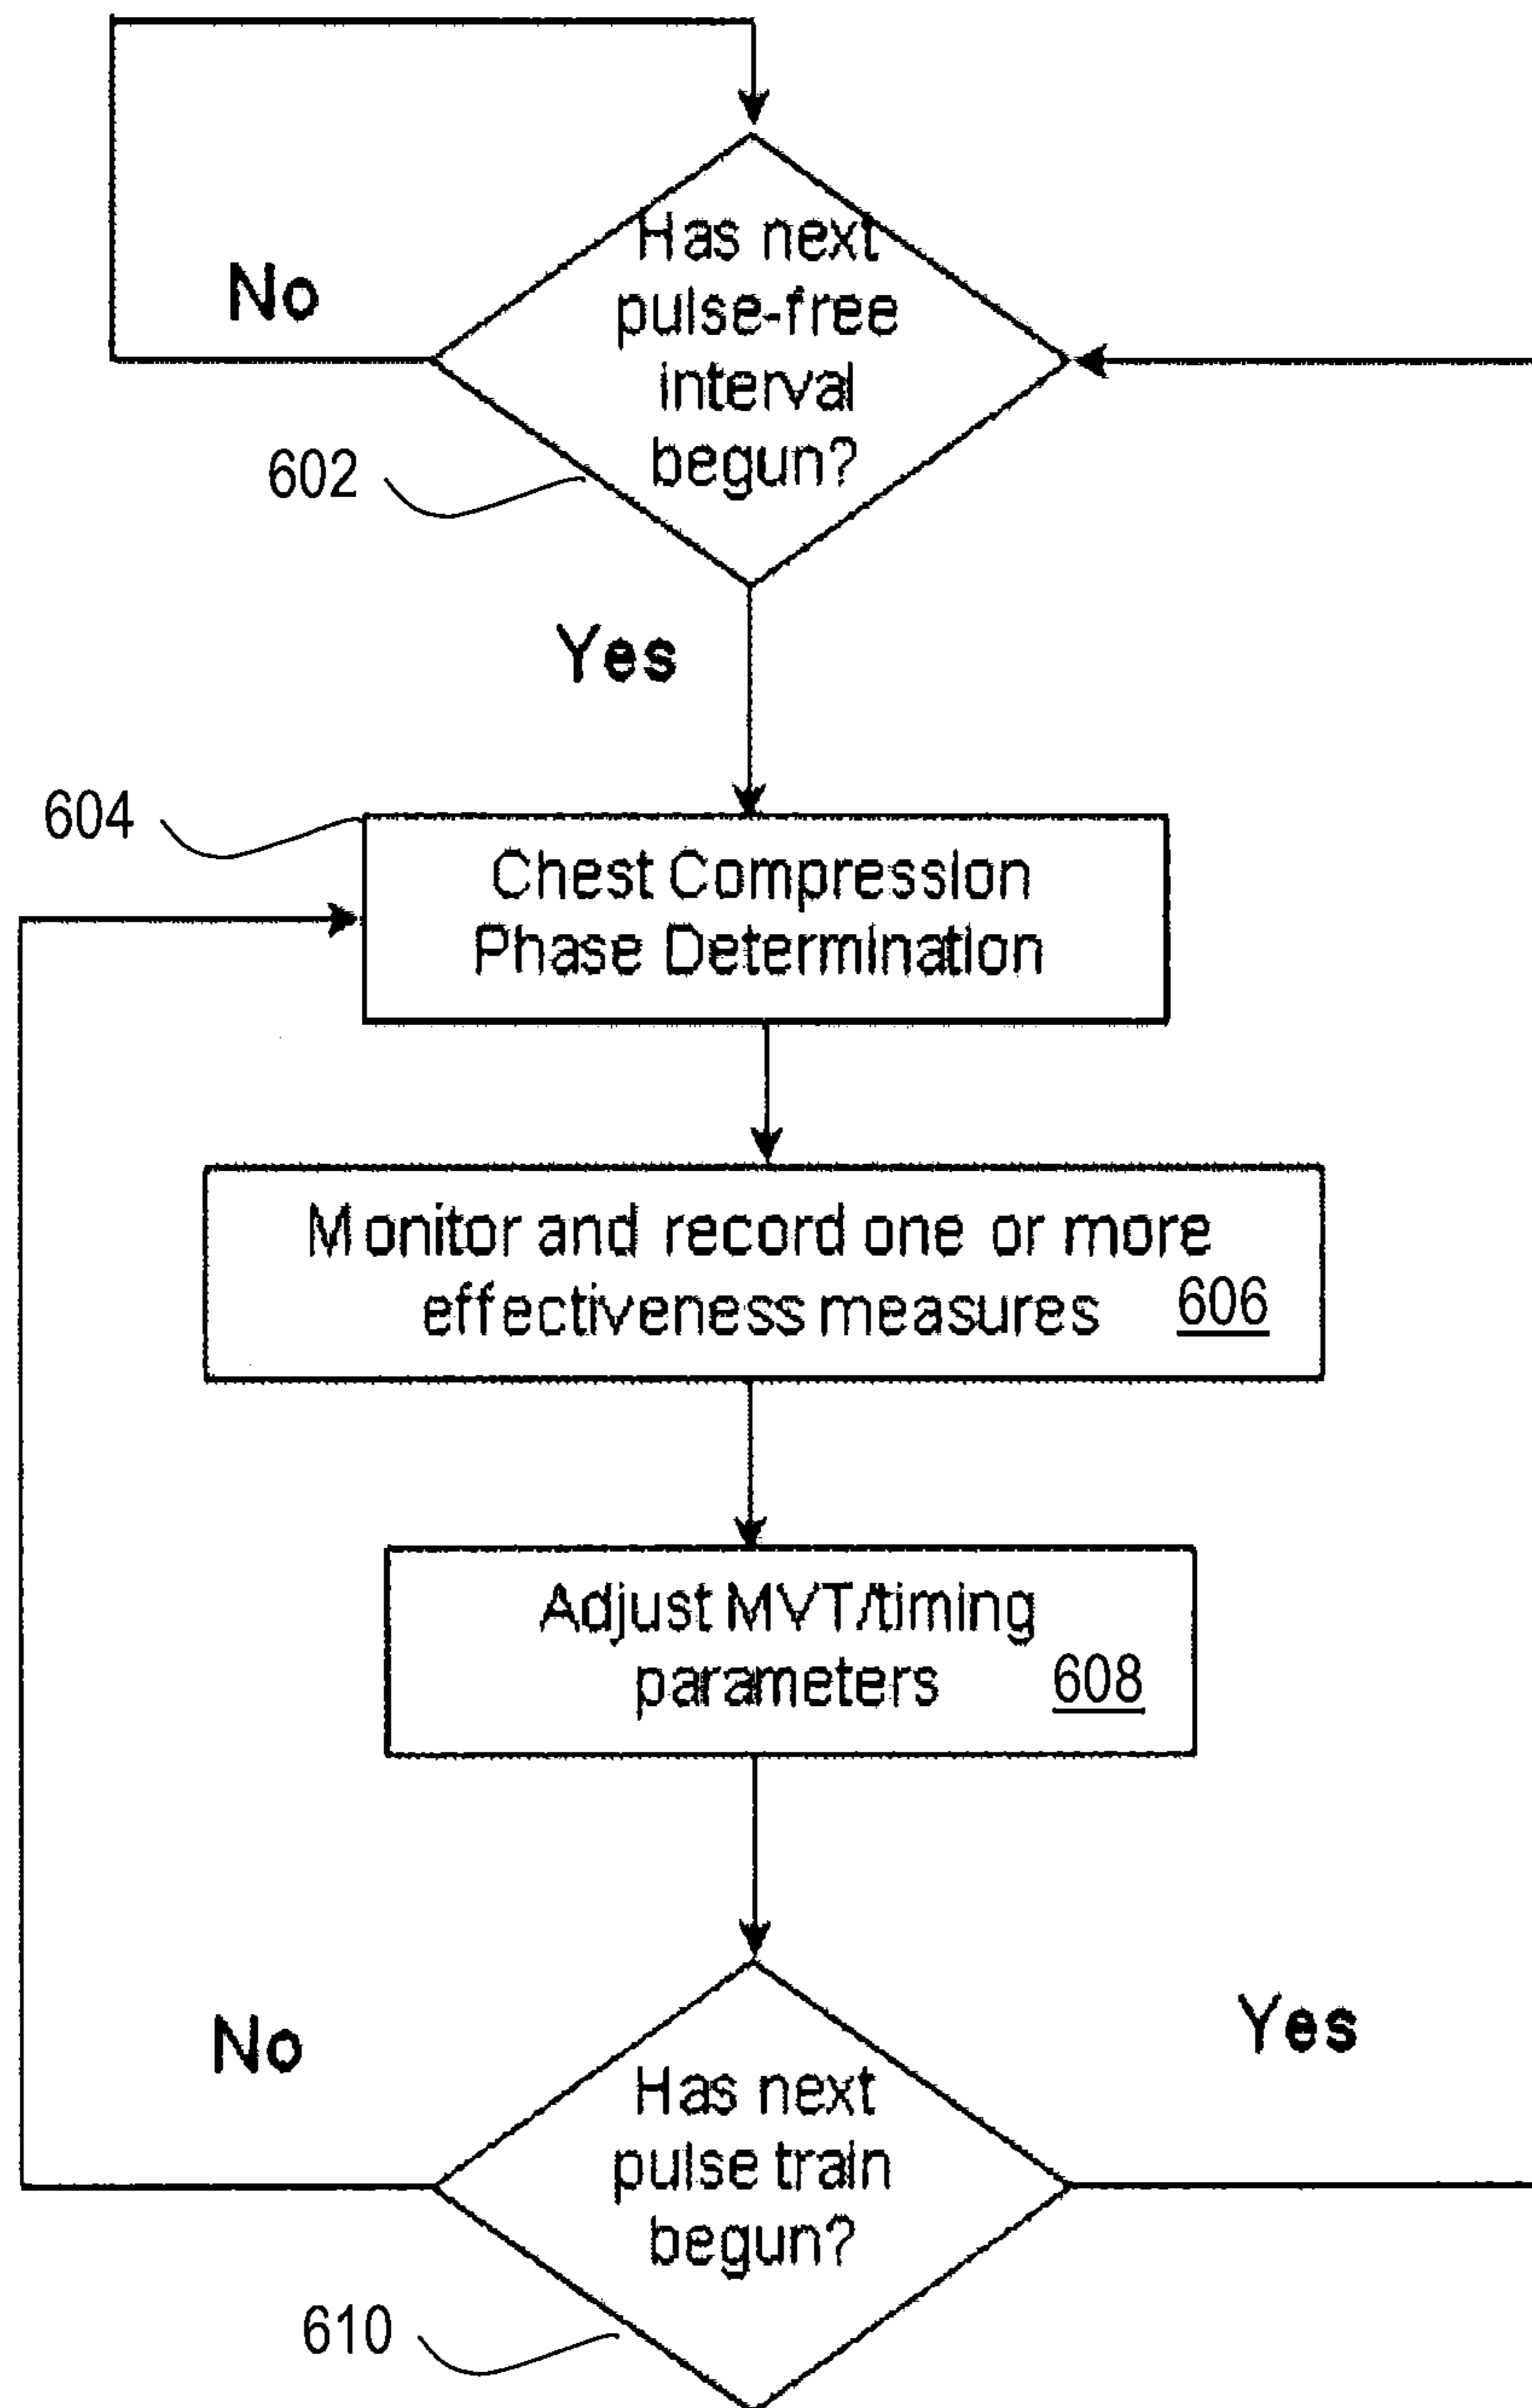 Has next
pulse-free
interval
begun?
No
602
Yes
604
Chest Compression
Phase Determination
Monitor and record one or more
effectiveness measures 606
Adjust MVT/timing
parameters 608
No
Yes
Has next
pulse train
begun?
610